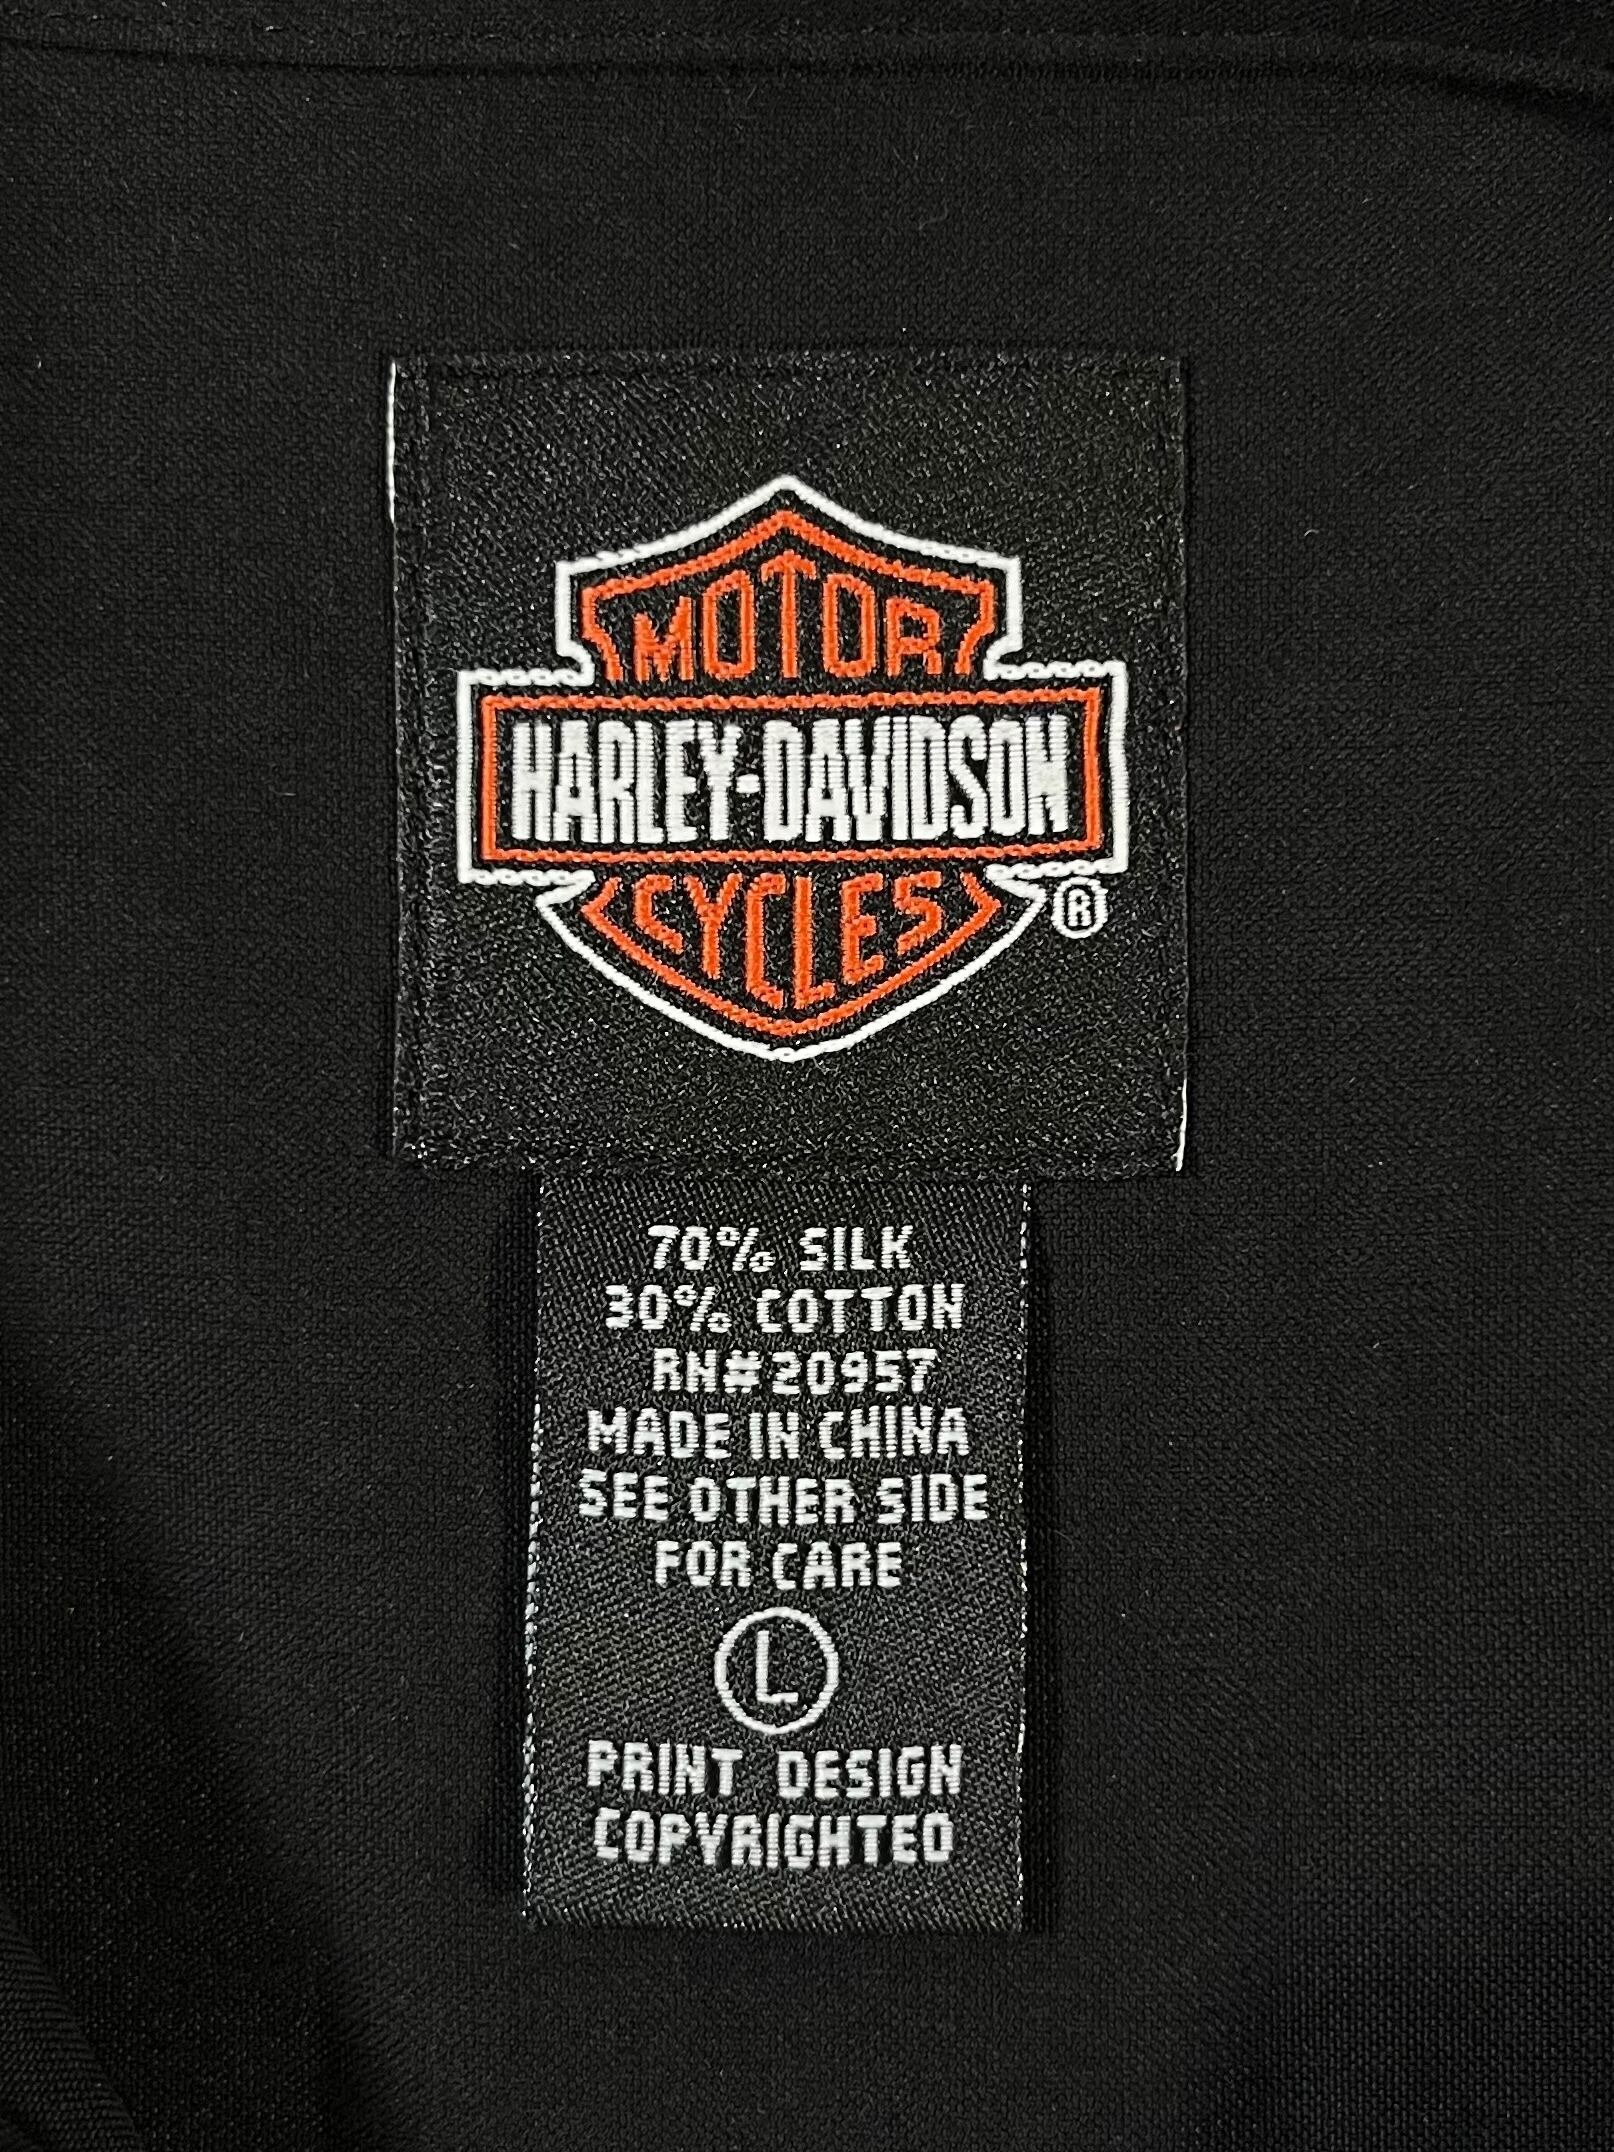 MOTOR
HARLEY-DAVIDSON
CYCLES
®
70% SILK
30% COTTON
RN#20957
MADE IN CHINA
SEE OTHER SIDE
FOR CARE
L
PRINT DESIGN
COPYRIGHTED